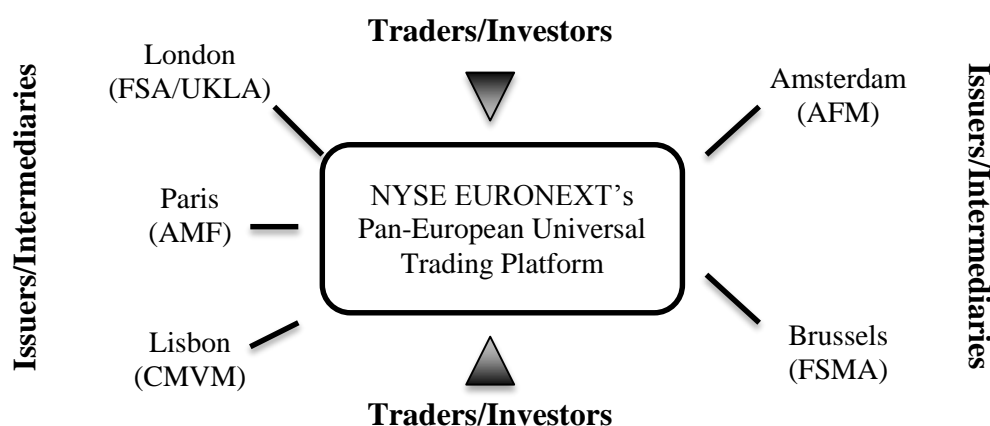 Traders/Investors
London
(FSA/UKLA)
Amsterdam
(AFM)
Issuers/Intermediaries
Issuers/Intermediaries
NYSE EURONEXT’s
Pan-European Universal
Trading Platform
Paris
(AMF)
Lisbon
(CMVM)
Brussels
(FSMA)
Traders/Investors